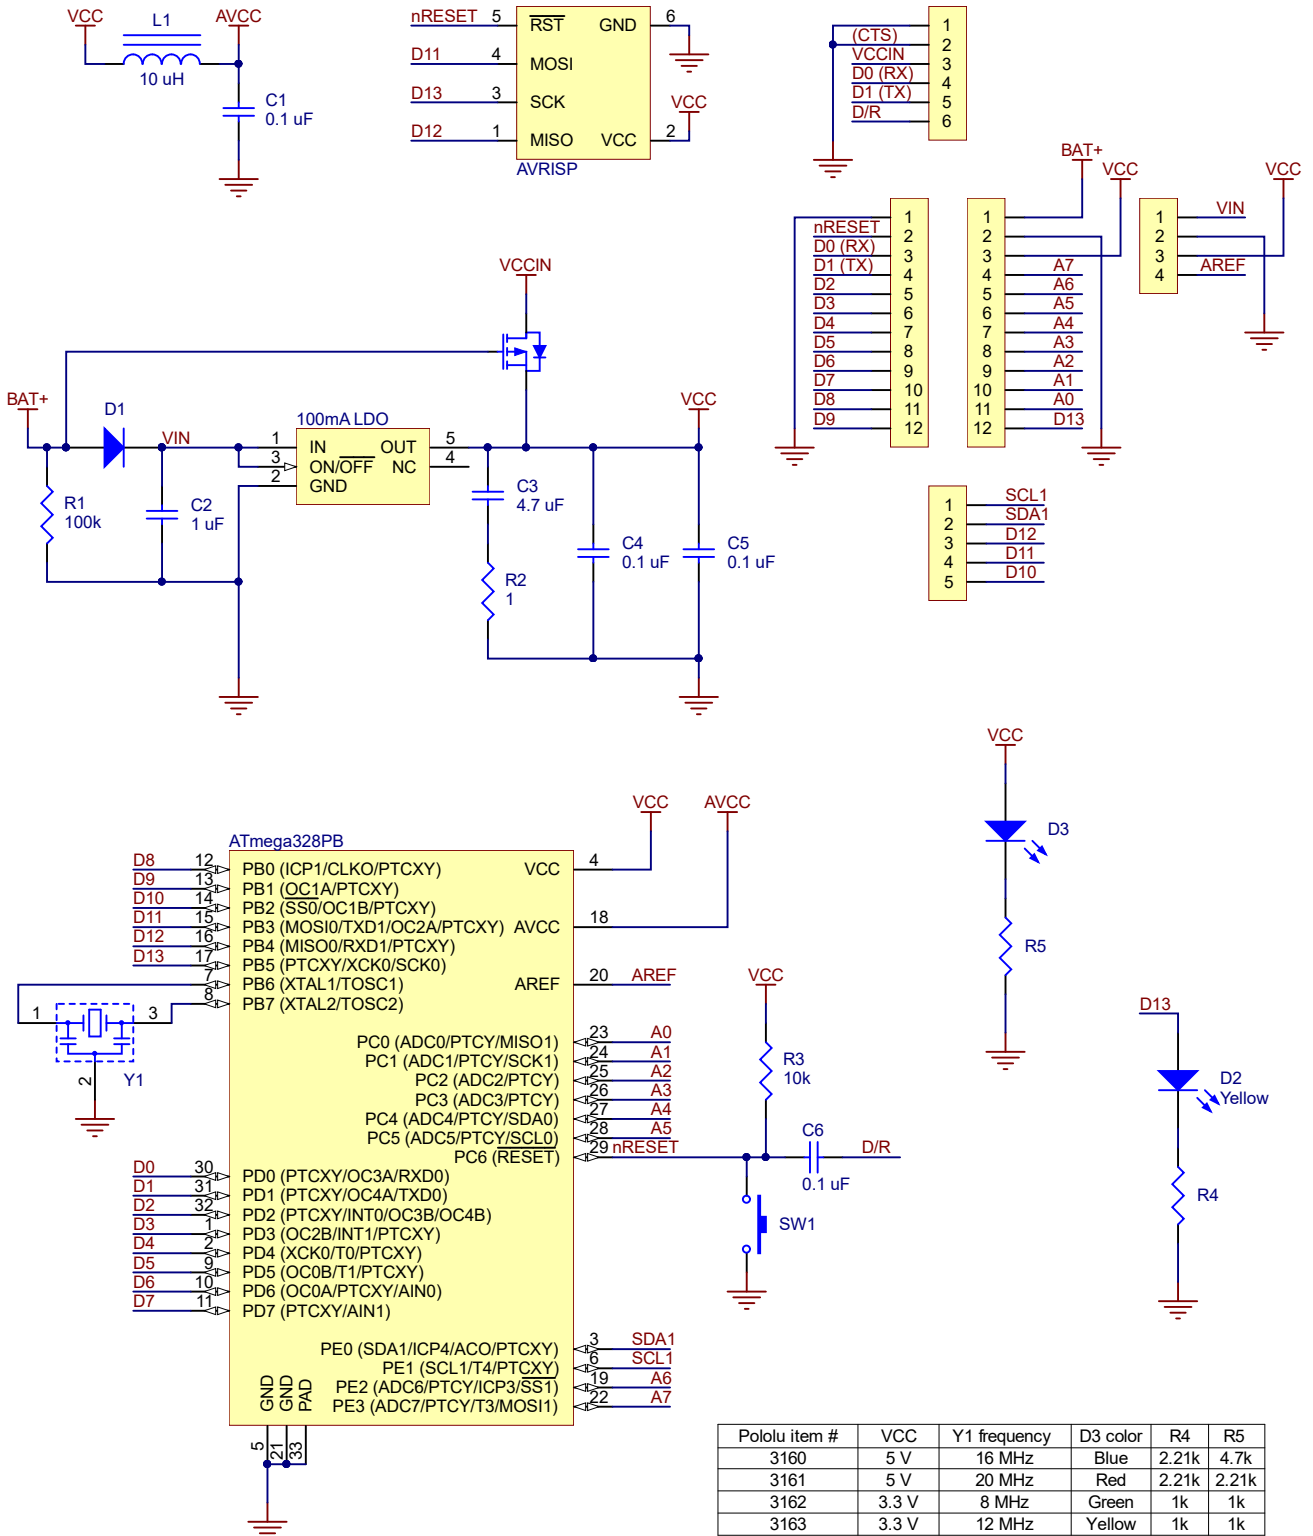 VCC
L1
AVCC
10 uH
C1
0.1 uF
nRESET 5 RST GND 6
D11 4 MOSI
D13 3 SCK
VCC
D12 1 MISO VCC 2
AVRISP
1
(CTS) 2
VCCIN 3
D0 (RX) 4
D1 (TX) 5
D/R 6
1
nRESET 2
D0 (RX) 3
D1 (TX) 4
D2 5
D3 6
D4 7
D5 8
D6 9
D7 10
D8 11
D9 12
BAT+
VCC
1
2
3
4 A7
5 A6
6 A5
7 A4
8 A3
9 A2
10 A1
11 A0
12 D13
VCC
1 VIN
2
3
4 AREF
1 SCL1
2 SDA1
3 D12
4 D11
5 D10
VCCIN
BAT+
D1
VIN
100mA LDO
1 IN OUT 5
3 ON/OFF NC 4
2 GND
VCC
R1
100k
C2
1 uF
C3
4.7 uF
R2
1
C4
0.1 uF
C5
0.1 uF
VCC
D3
R5
D13
D2
Yellow
R4
VCC
AVCC
ATmega328PB
D8 12 PB0 (ICP1/CLKO/PTCXY)
D9 13 PB1 (OC1A/PTCXY)
D10 14 PB2 (SS0/OC1B/PTCXY)
D11 15 PB3 (MOSI0/TXD1/OC2A/PTCXY)
D12 16 PB4 (MISO0/RXD1/PTCXY)
D13 17 PB5 (PTCXY/XCK0/SCK0)
7 PB6 (XTAL1/TOSC1)
8 PB7 (XTAL2/TOSC2)
1 3
2
Y1
VCC 4
AVCC 18
AREF 20 AREF
PC0 (ADC0/PTCY/MISO1) 23 A0
PC1 (ADC1/PTCY/SCK1) 24 A1
PC2 (ADC2/PTCY) 25 A2
PC3 (ADC3/PTCY) 26 A3
PC4 (ADC4/PTCY/SDA0) 27 A4
PC5 (ADC5/PTCY/SCL0) 28 A5
PC6 (RESET) 29 nRESET
VCC
R3
10k
C6
0.1 uF
D/R
SW1
D0 30 PD0 (PTCXY/OC3A/RXD0)
D1 31 PD1 (PTCXY/OC4A/TXD0)
D2 32 PD2 (PTCXY/INT0/OC3B/OC4B)
D3 1 PD3 (OC2B/INT1/PTCXY)
D4 2 PD4 (XCK0/T0/PTCXY)
D5 9 PD5 (OC0B/T1/PTCXY)
D6 10 PD6 (OC0A/PTCXY/AIN0)
D7 11 PD7 (PTCXY/AIN1)
PE0 (SDA1/ICP4/ACO/PTCXY) 3 SDA1
PE1 (SCL1/T4/PTCXY) 6 SCL1
PE2 (ADC6/PTCY/ICP3/SS1) 19 A6
PE3 (ADC7/PTCY/T3/MOSI1) 22 A7
GND
GND
PAD
5
21
33
Pololu item # VCC Y1 frequency D3 color R4 R5
3160 5 V 16 MHz Blue 2.21k 4.7k
3161 5 V 20 MHz Red 2.21k 2.21k
3162 3.3 V 8 MHz Green 1k 1k
3163 3.3 V 12 MHz Yellow 1k 1k